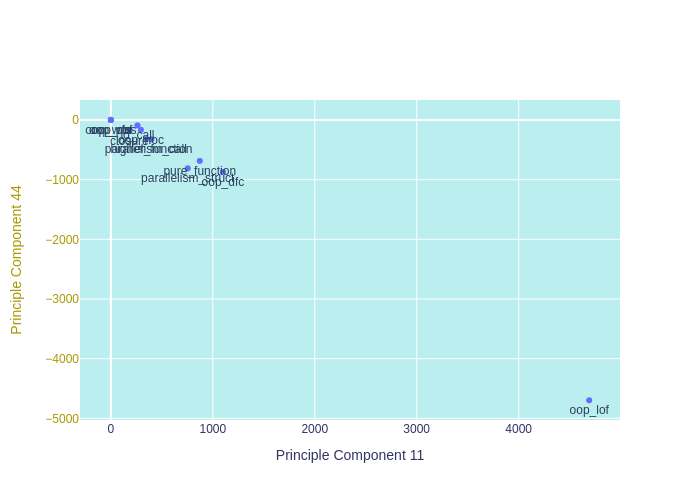 0
−1000
−2000
−3000
−4000
−5000
Principle Component 44
pure_function
parallelism_struct
oop_dfc
oop_lof
0
1000
2000
3000
4000
Principle Component 11